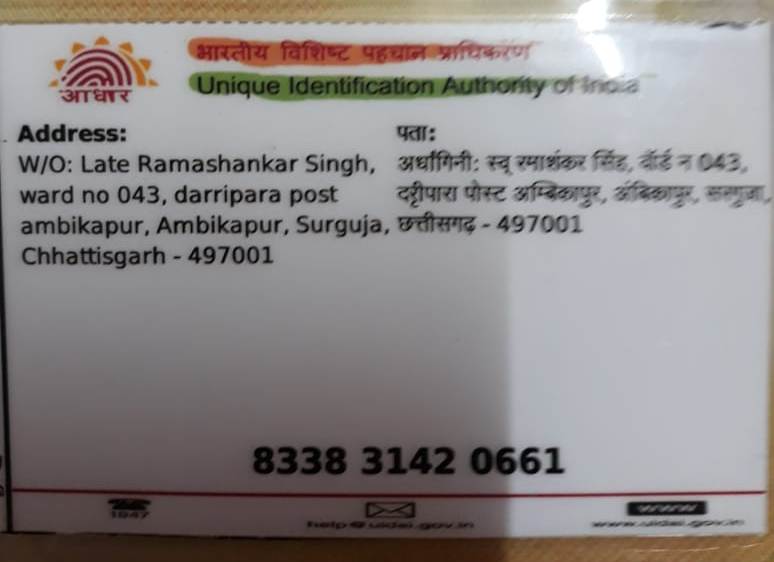 आधार
भारतीय विशिष्ट पहचान प्राधिकरण
Unique Identification Authority of India
Address:
W/O: Late Ramashankar Singh,
ward no 043, darripara post
ambikapur, Ambikapur, Surguja,
Chhattisgarh - 497001
पता:
अर्धांगिनी: स्व् रमाशंकर सिंह, वॉर्ड न 043,
दर्रीपारा पोस्ट अम्बिकापुर, अंबिकापुर, सरगुजा,
छत्तीसगढ़ - 497001
8338 3142 0661
1947
help@uidai.gov.in
www
www.uidai.gov.in